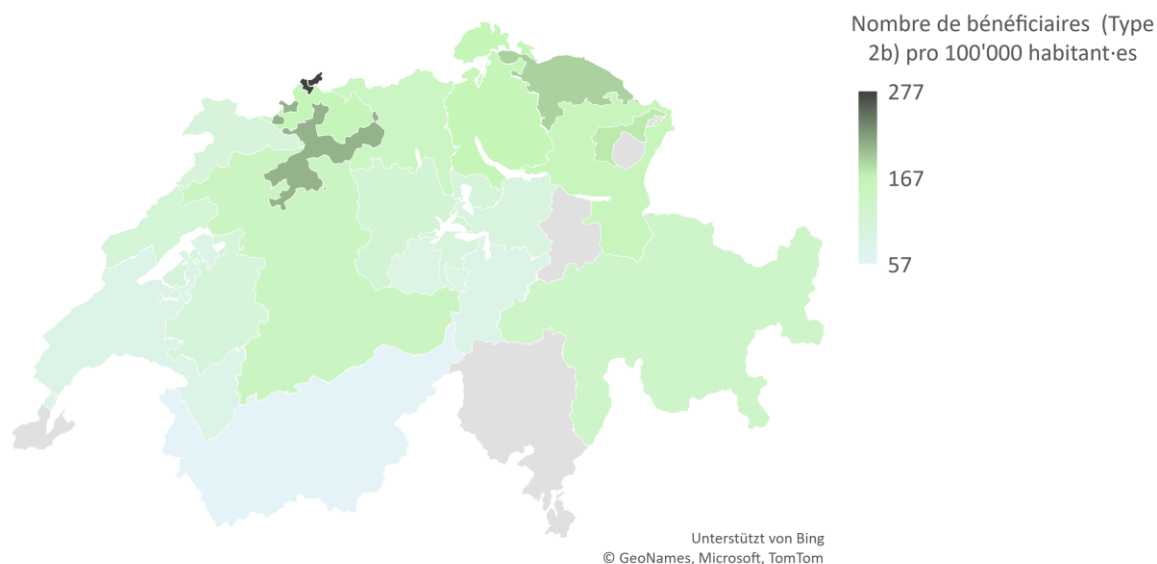 Nombre de bénéficiaires (Type
2b) pro 100'000 habitant·es
277
167
57
Unterstützt von Bing
© GeoNames, Microsoft, TomTom